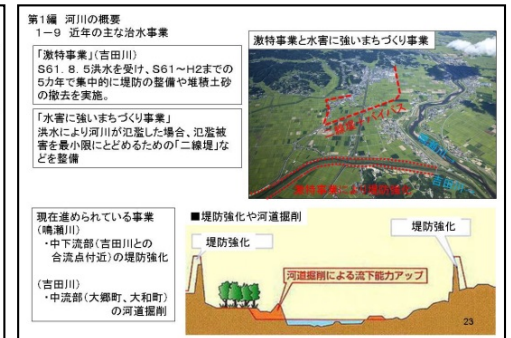 第1編 河川の概要
1－9 近年の主な治水事業
「激特事業」(吉田川)
S61．8．5洪水を受け、S61～H2までの
5カ年で集中的に堤防の整備や堆積土砂
の撤去を実施。
「水害に強いまちづくり事業」
洪水により河川が氾濫した場合、氾濫被
害を最小限にとどめるための「二線堤」な
どを整備
激特事業と水害に強いまちづくり事業
二線堤・バイパス
鳴瀬川
吉田川
激特事業により堤防強化
現在進められている事業
(鳴瀬川)
・中下流部(吉田川との
合流点付近)の堤防強化
(吉田川)
・中流部(大郷町、大和町)
の河道掘削
■堤防強化や河道掘削
堤防強化
堤防強化
河道掘削による流下能力アップ
23